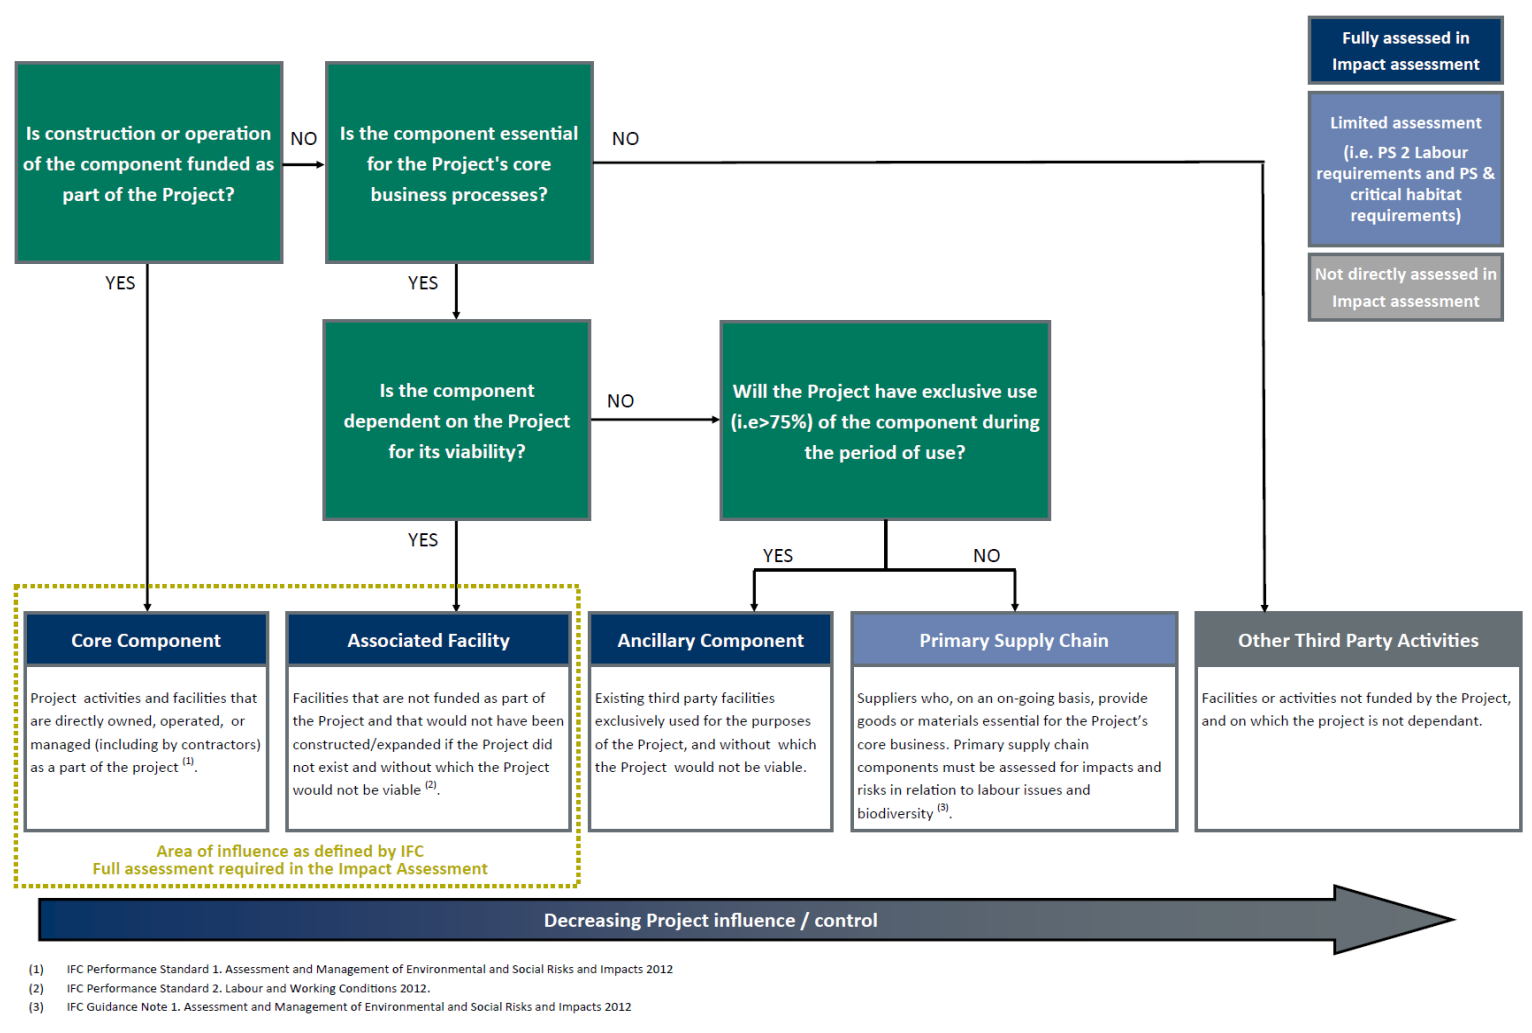 Fully assessed in
Impact assessment
Limited assessment
(i.e. PS 2 Labour
requirements and PS &
critical habitat
requirements)
Not directly assessed in
Impact assessment
Is construction or operation
of the component funded as
part of the Project?
NO
Is the component essential
for the Project's core
business processes?
NO
YES
YES
Is the component
dependent on the Project
for its viability?
NO
Will the Project have exclusive use
(i.e>75%) of the component during
the period of use?
YES
YES
NO
Core Component
Project activities and facilities that
are directly owned, operated, or
managed (including by contractors)
as a part of the project (1).
Associated Facility
Facilities that are not funded as part of
the Project and that would not have been
constructed/expanded if the Project did
not exist and without which the Project
would not be viable (2).
Ancillary Component
Existing third party facilities
exclusively used for the purposes
of the Project, and without which
the Project would not be viable.
Primary Supply Chain
Suppliers who, on an on-going basis, provide
goods or materials essential for the Project's
core business. Primary supply chain
components must be assessed for impacts and
risks in relation to labour issues and
biodiversity (3).
Other Third Party Activities
Facilities or activities not funded by the Project,
and on which the project is not dependant.
Area of influence as defined by IFC
Full assessment required in the Impact Assessment
Decreasing Project influence / control
(1) IFC Performance Standard 1. Assessment and Management of Environmental and Social Risks and Impacts 2012
(2) IFC Performance Standard 2. Labour and Working Conditions 2012.
(3) IFC Guidance Note 1. Assessment and Management of Environmental and Social Risks and Impacts 2012